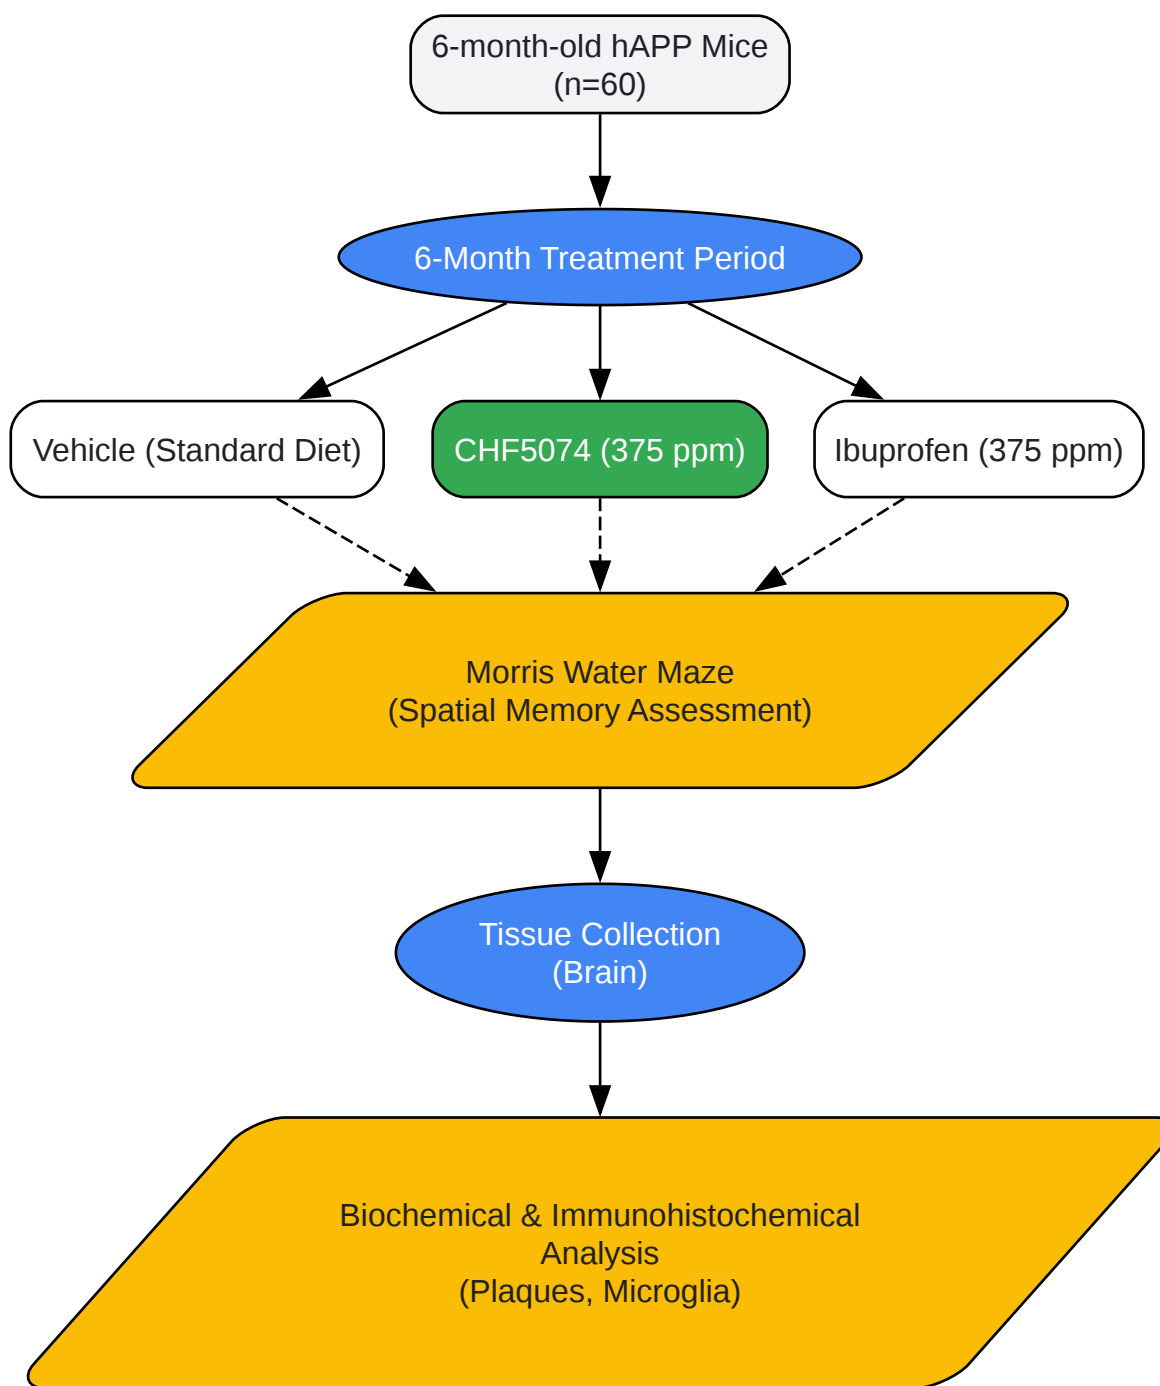 6-month-old hAPP Mice
(n=60)
6-Month Treatment Period
Vehicle (Standard Diet)
CHF5074 (375 ppm)
Ibuprofen (375 ppm)
Morris Water Maze
(Spatial Memory Assessment)
Tissue Collection
(Brain)
Biochemical & Immunohistochemical
Analysis
(Plaques, Microglia)